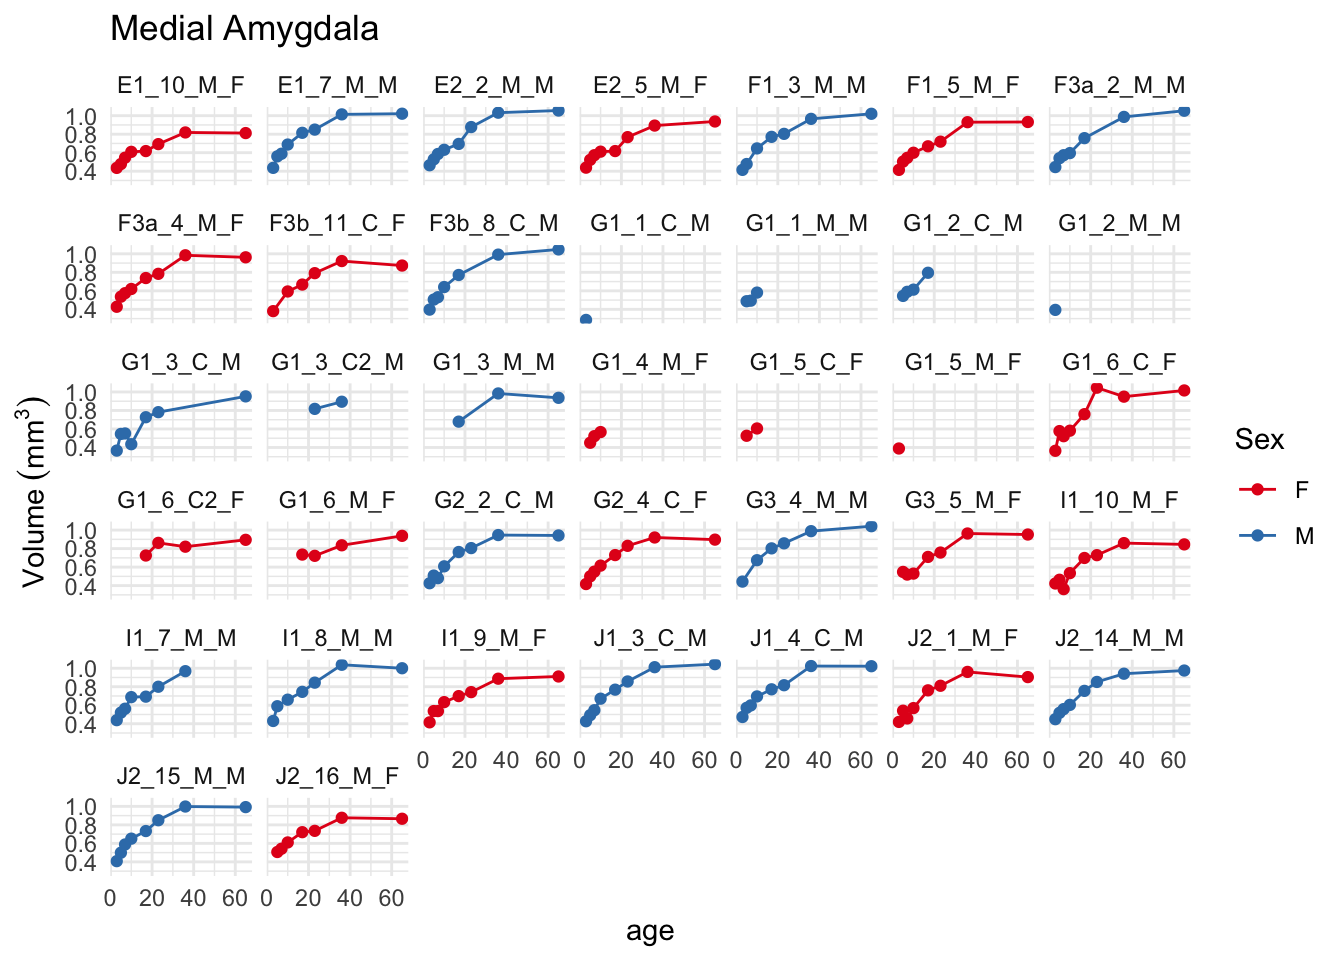 Medial Amygdala
E1_10_M_F E1_7_M_M E2_2_M_M E2_5_M_F F1_3_M_M F1_5_M_F F3a_2_M_M
1.0
0.8
0.6
0.4
F3a_4_M_F F3b_11_C_F F3b_8_C_M G1_1_C_M G1_1_M_M G1_2_C_M G1_2_M_M
1.0
0.8
0.6
0.4
G1_3_C_M G1_3_C2_M G1_3_M_M G1_4_M_F G1_5_C_F G1_5_M_F G1_6_C_F
1.0
0.8
0.6
0.4
G1_6_C2_F G1_6_M_F G2_2_C_M G2_4_C_F G3_4_M_M G3_5_M_F I1_10_M_F
1.0
0.8
0.6
0.4
I1_7_M_M I1_8_M_M I1_9_M_F J1_3_C_M J1_4_C_M J2_1_M_F J2_14_M_M
1.0
0.8
0.6
0.4
0 20 40 60 0 20 40 60 0 20 40 60 0 20 40 60 0 20 40 60
J2_15_M_M J2_16_M_F
1.0
0.8
0.6
0.4
0 20 40 60 0 20 40 60
age
Volume (mm³)
Sex
F
M